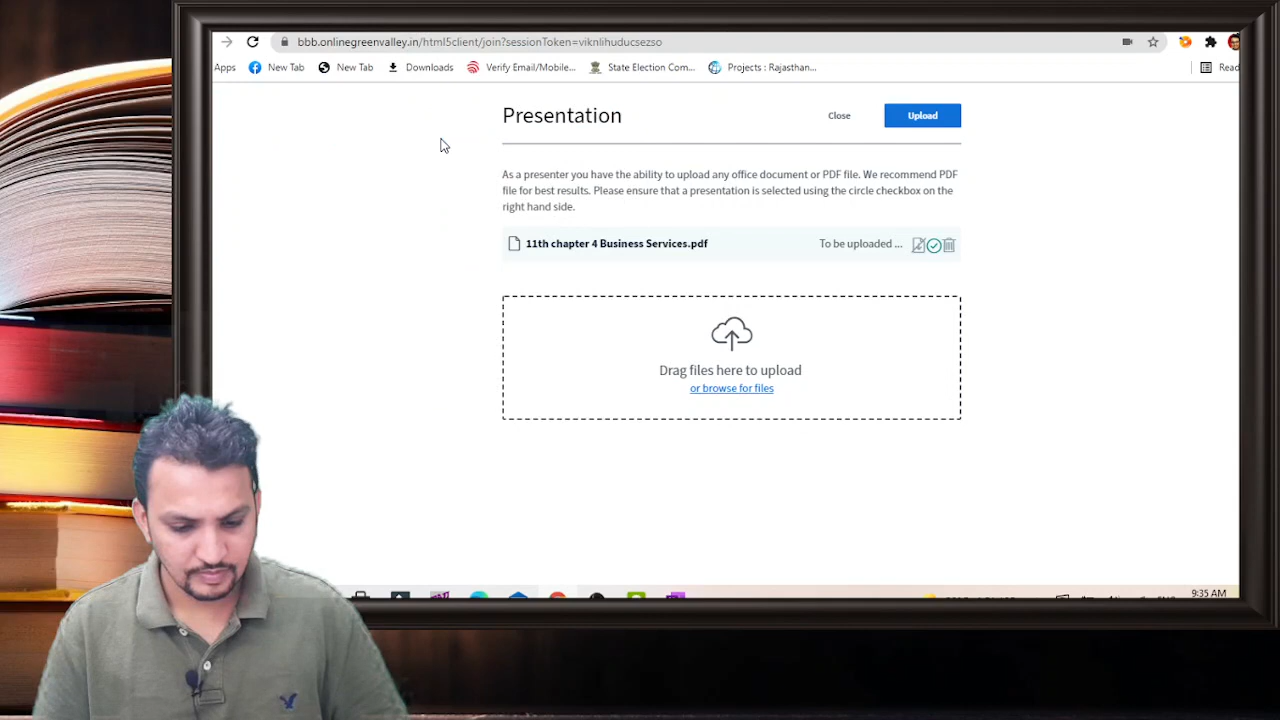 bbb.onlinegreenvalley.in/html5client/join?sessionToken=viknlihuducsezso
Apps New Tab New Tab Downloads Verify Email/Mobile... State Election Com... Projects : Rajasthan... Read
Presentation Close Upload
As a presenter you have the ability to upload any office document or PDF file. We recommend PDF
file for best results. Please ensure that a presentation is selected using the circle checkbox on the
right hand side.
11th chapter 4 Business Services.pdf To be uploaded ...
Drag files here to upload
or browse for files
9:35 AM